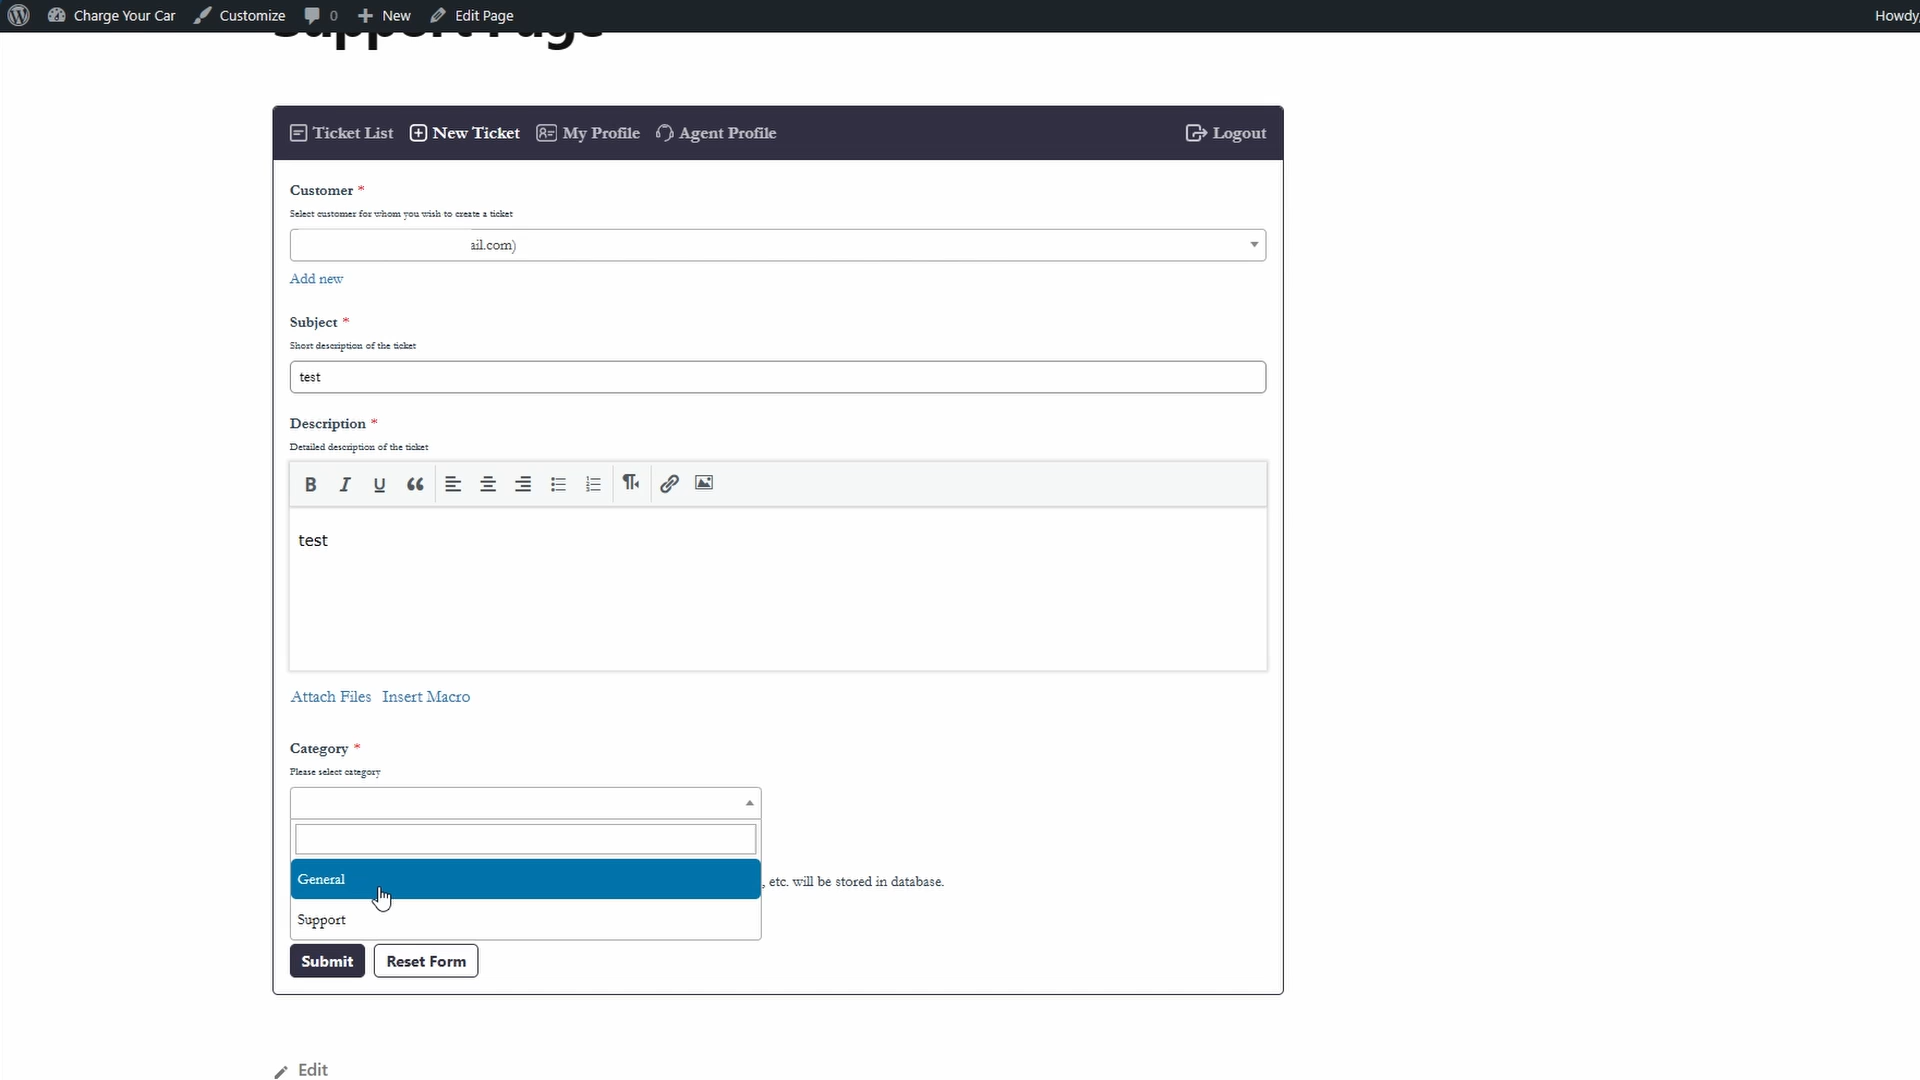 Charge Your Car Customize 0 New Edit Page Howdy,
Support Page
Ticket List New Ticket My Profile Agent Profile Logout
Customer *
Select customer for whom you wish to create a ticket
ail.com)
Add new
Subject *
Short description of the ticket
test
Description *
Detailed description of the ticket
B I U
test
Attach Files Insert Macro
Category *
Please select category
General
, etc. will be stored in database.
Support
Submit Reset Form
Edit